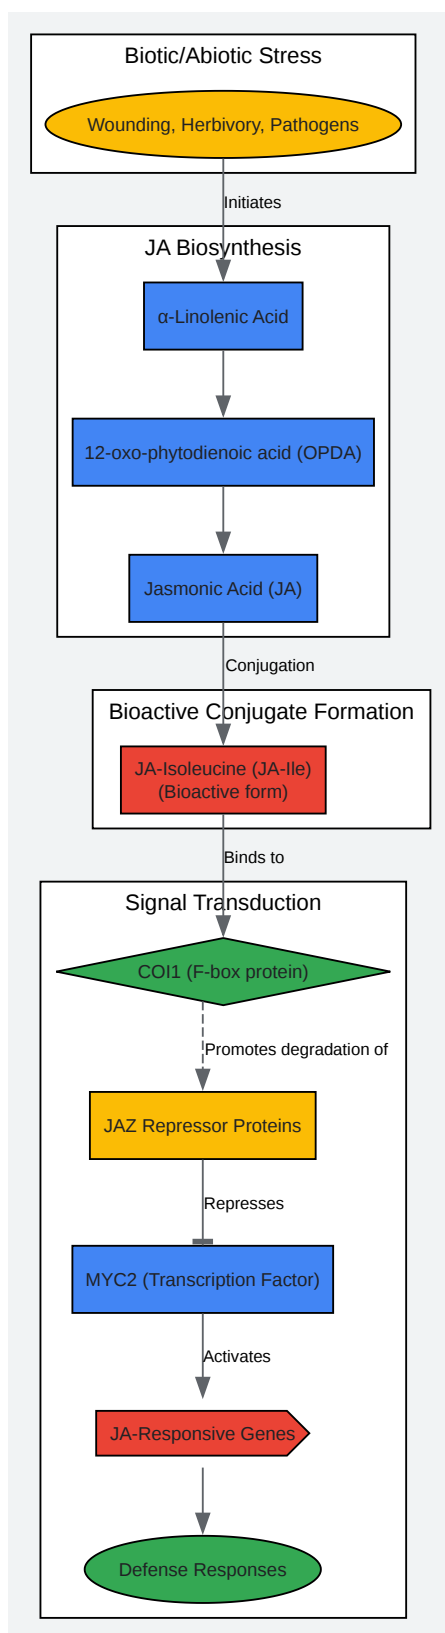 Biotic/Abiotic Stress
Wounding, Herbivory, Pathogens
Initiates
JA Biosynthesis
α-Linolenic Acid
12-oxo-phytodienoic acid (OPDA)
Jasmonic Acid (JA)
Conjugation
Bioactive Conjugate Formation
JA-Isoleucine (JA-Ile)
(Bioactive form)
Binds to
Signal Transduction
COI1 (F-box protein)
Promotes degradation of
JAZ Repressor Proteins
Represses
MYC2 (Transcription Factor)
Activates
JA-Responsive Genes
Defense Responses